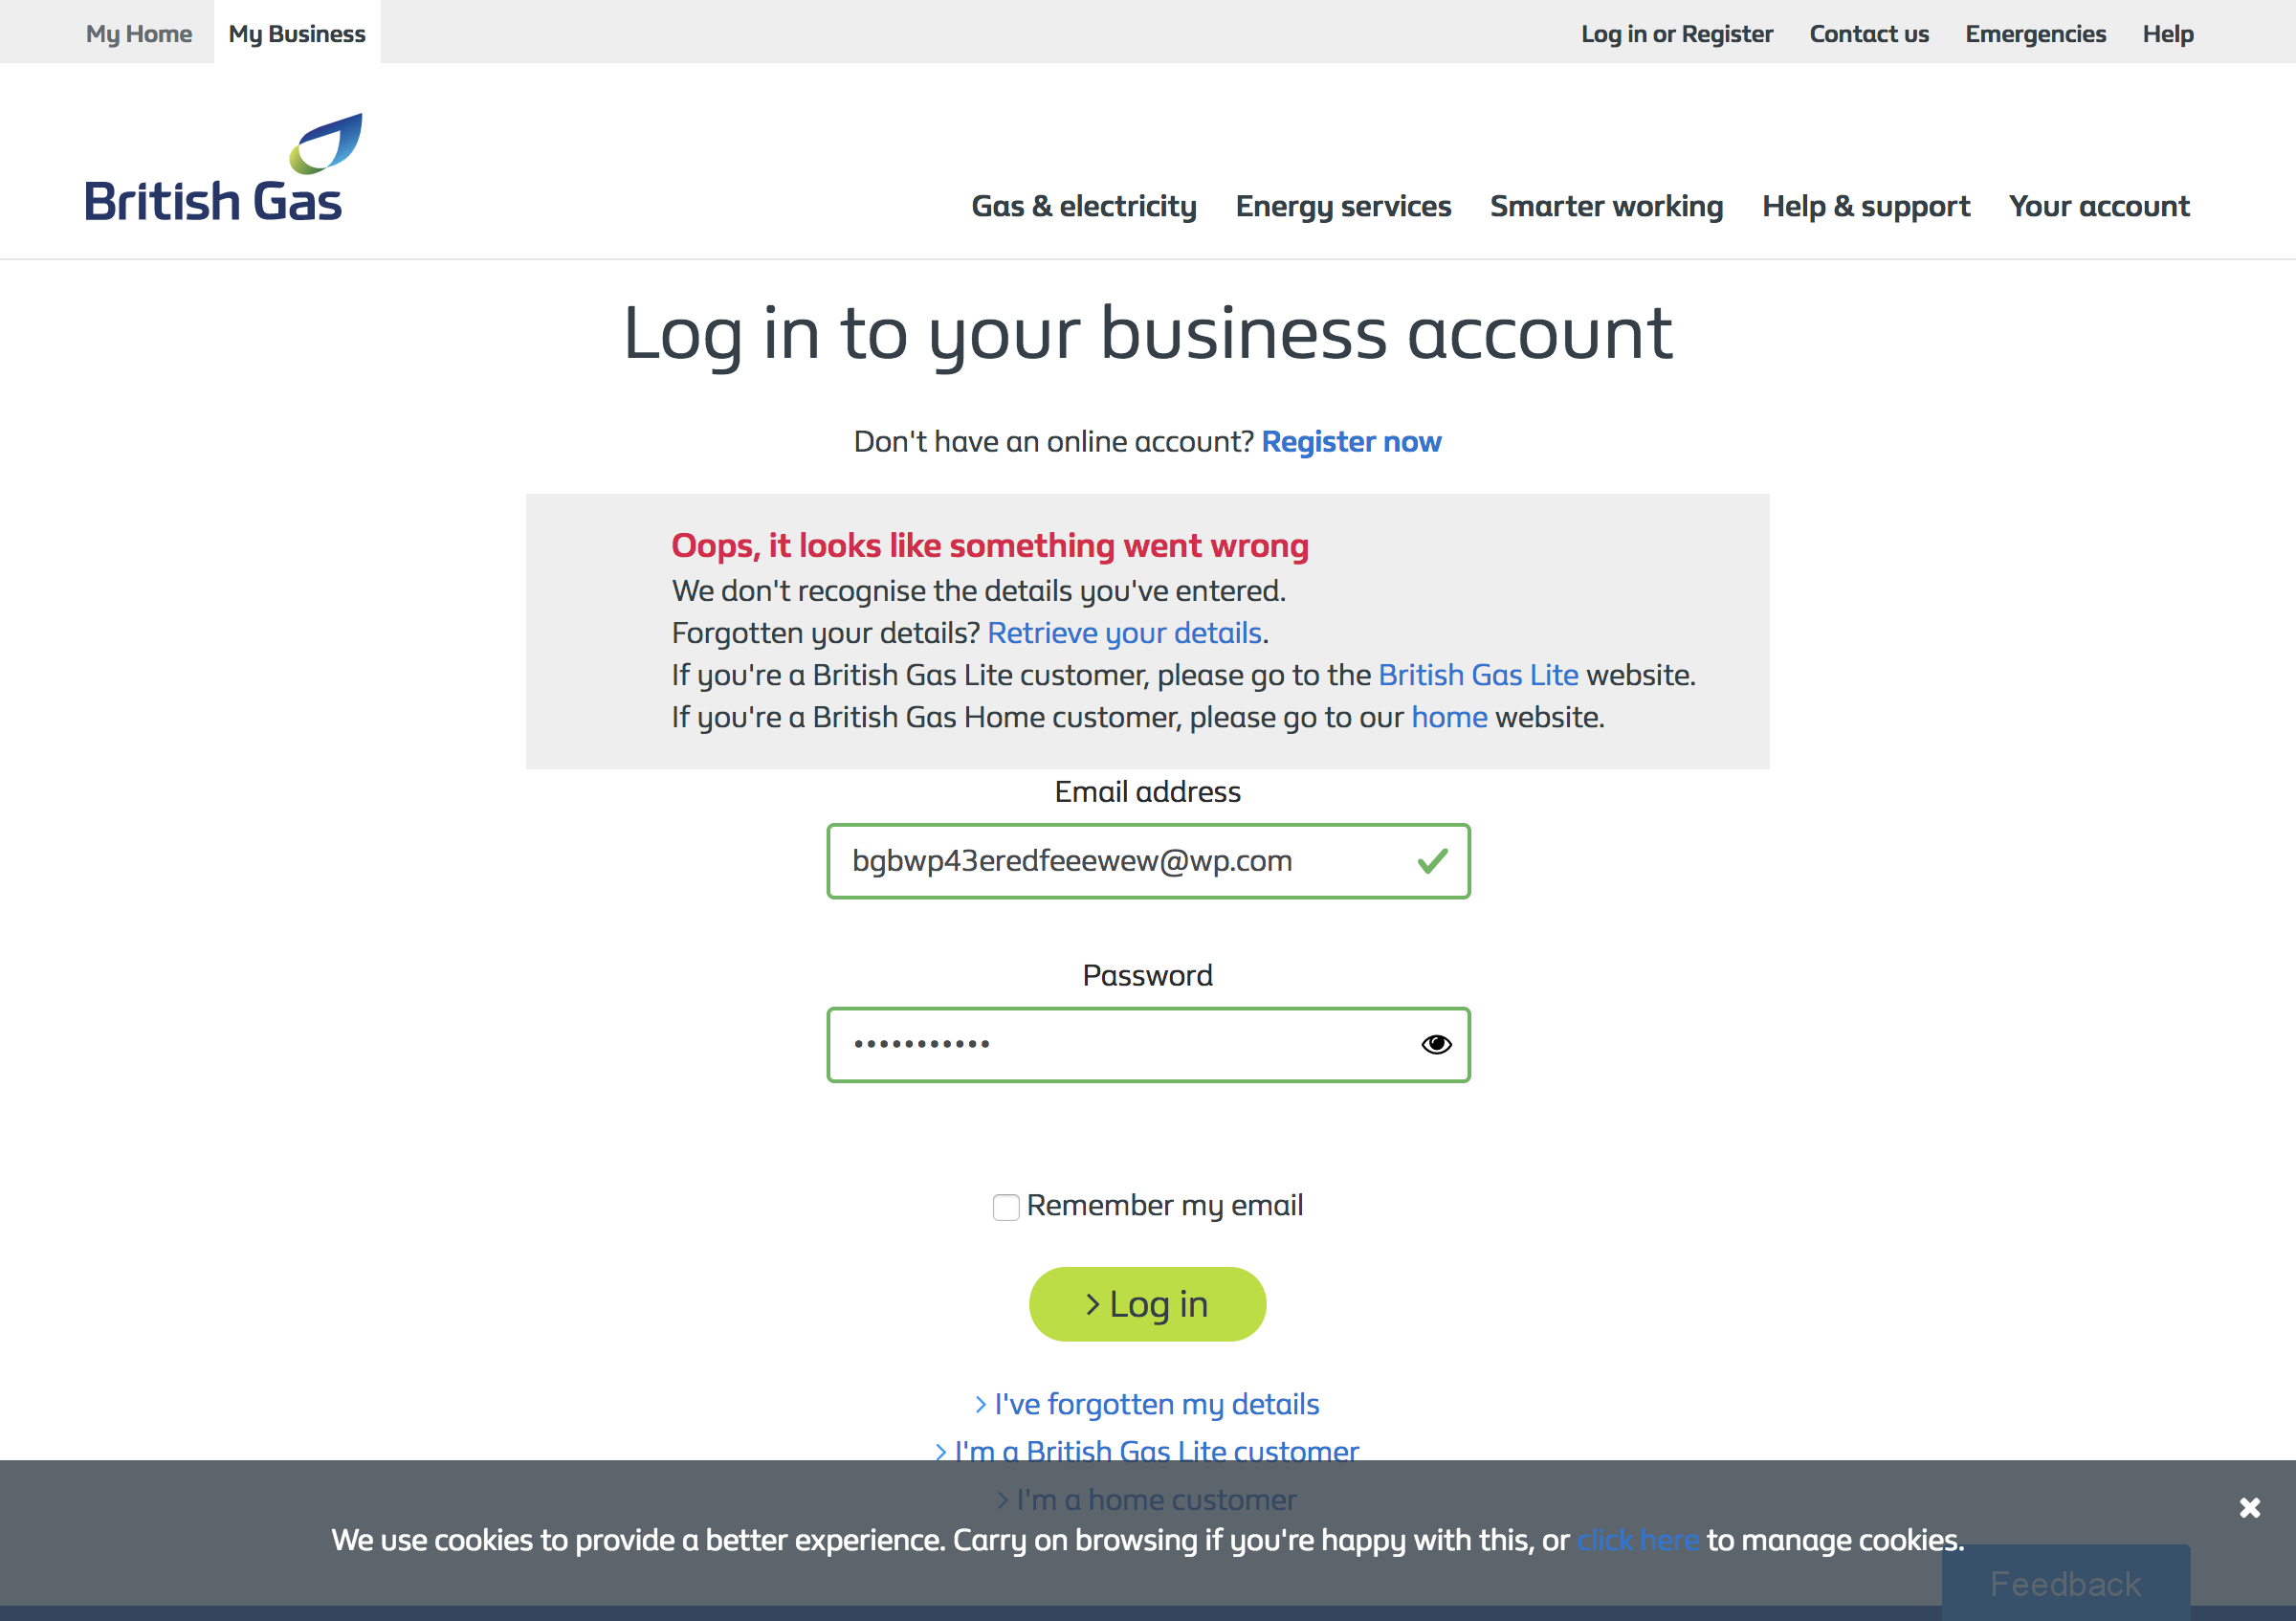 My Home My Business Log in or Register Contact us Emergencies Help
British Gas
Gas & electricity Energy services Smarter working Help & support Your account
Log in to your business account
Don't have an online account? Register now
Oops, it looks like something went wrong
We don't recognise the details you've entered.
Forgotten your details? Retrieve your details.
If you're a British Gas Lite customer, please go to the British Gas Lite website.
If you're a British Gas Home customer, please go to our home website.
Email address
bgbwp43eredfeeewew@wp.com
Password
•••••••••••
Remember my email
> Log in
> I've forgotten my details
> I'm a British Gas Lite customer
> I'm a home customer
We use cookies to provide a better experience. Carry on browsing if you're happy with this, or click here to manage cookies.
Feedback